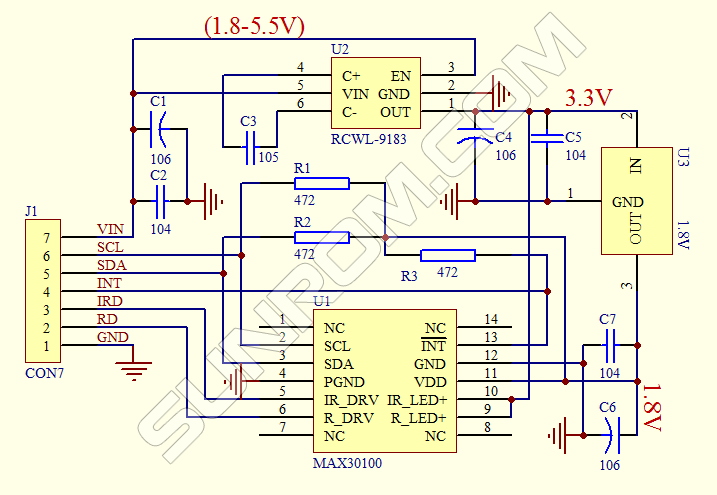 (1.8-5.5V)
U2
4 C+ EN 3
5 VIN GND 2
6 C- OUT 1
RCWL-9183
3.3V
C1
106
C2
104
C3
105
C4
106
C5
104
2
U3
IN
1 GND
OUT
1.8V
3
R1
472
R2
472
R3
472
J1
7 VIN
6 SCL
5 SDA
4 INT
3 IRD
2 RD
1 GND
CON7
U1
1 NC NC 14
2 SCL INT 13
3 SDA GND 12
4 PGND VDD 11
5 IR_DRV IR_LED+ 10
6 R_DRV R_LED+ 9
7 NC NC 8
MAX30100
C7
104
C6
106
1.8V
SUNROM.COM